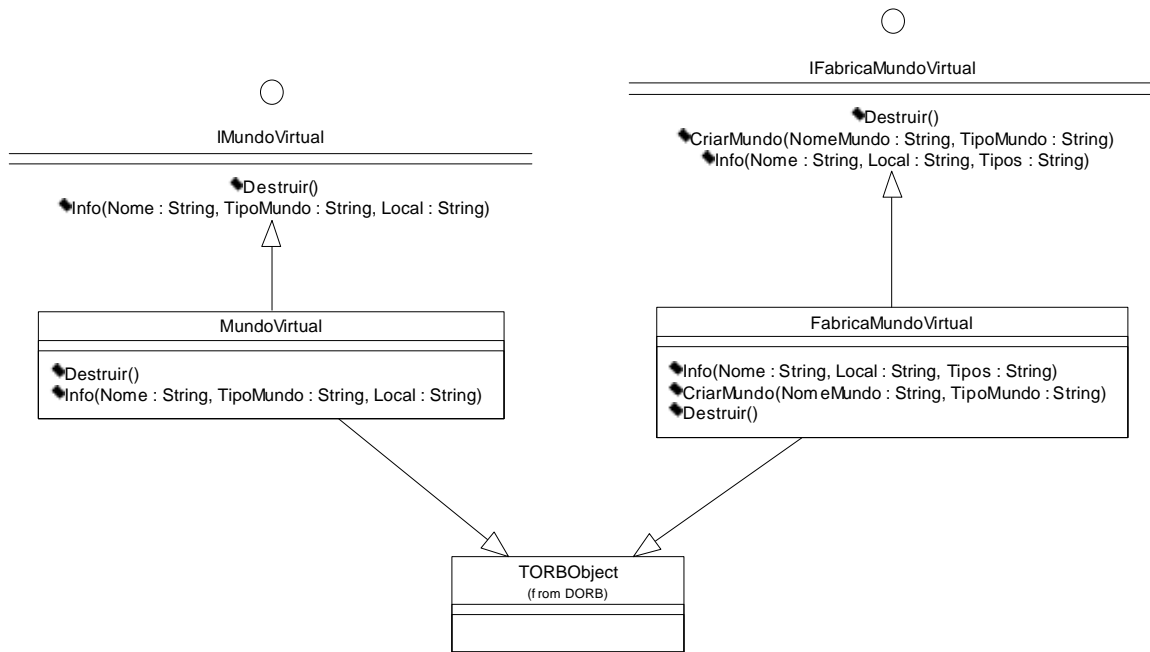 IMundoVirtual
Destruir()
Info(Nome : String, TipoMundo : String, Local : String)
IFabricaMundoVirtual
Destruir()
CriarMundo(NomeMundo : String, TipoMundo : String)
Info(Nome : String, Local : String, Tipos : String)
MundoVirtual
Destruir()
Info(Nome : String, TipoMundo : String, Local : String)
FabricaMundoVirtual
Info(Nome : String, Local : String, Tipos : String)
CriarMundo(NomeMundo : String, TipoMundo : String)
Destruir()
TORBObject
(from DORB)